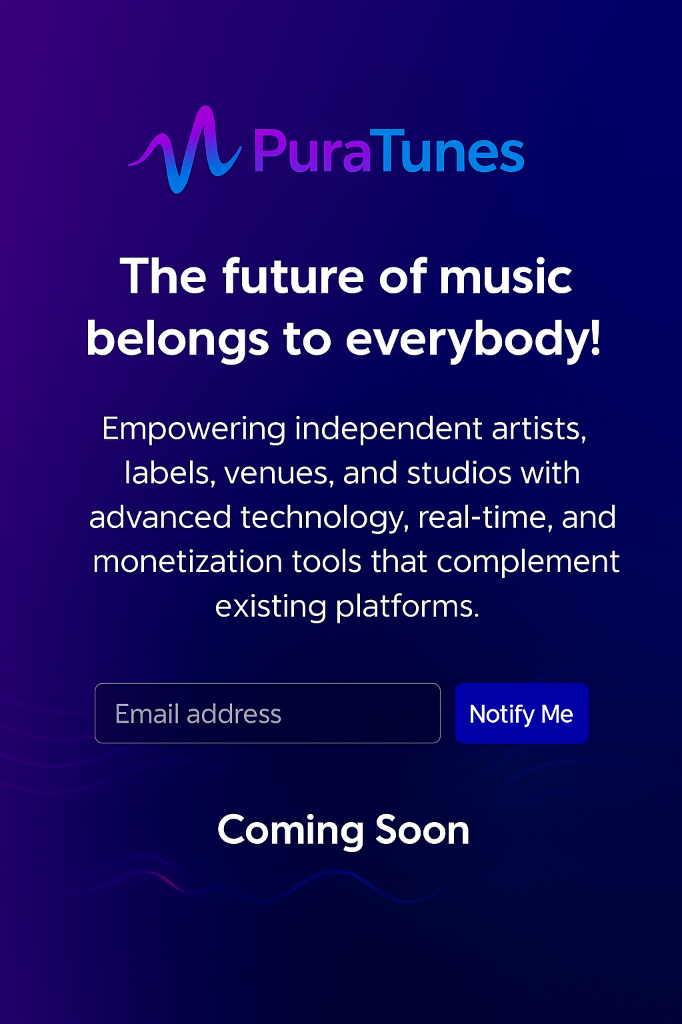 PuraTunes
The future of music
belongs to everybody!
Empowering independent artists,
labels, venues, and studios with
advanced technology, real-time, and
monetization tools that complement
existing platforms.
Email address
Notify Me
Coming Soon